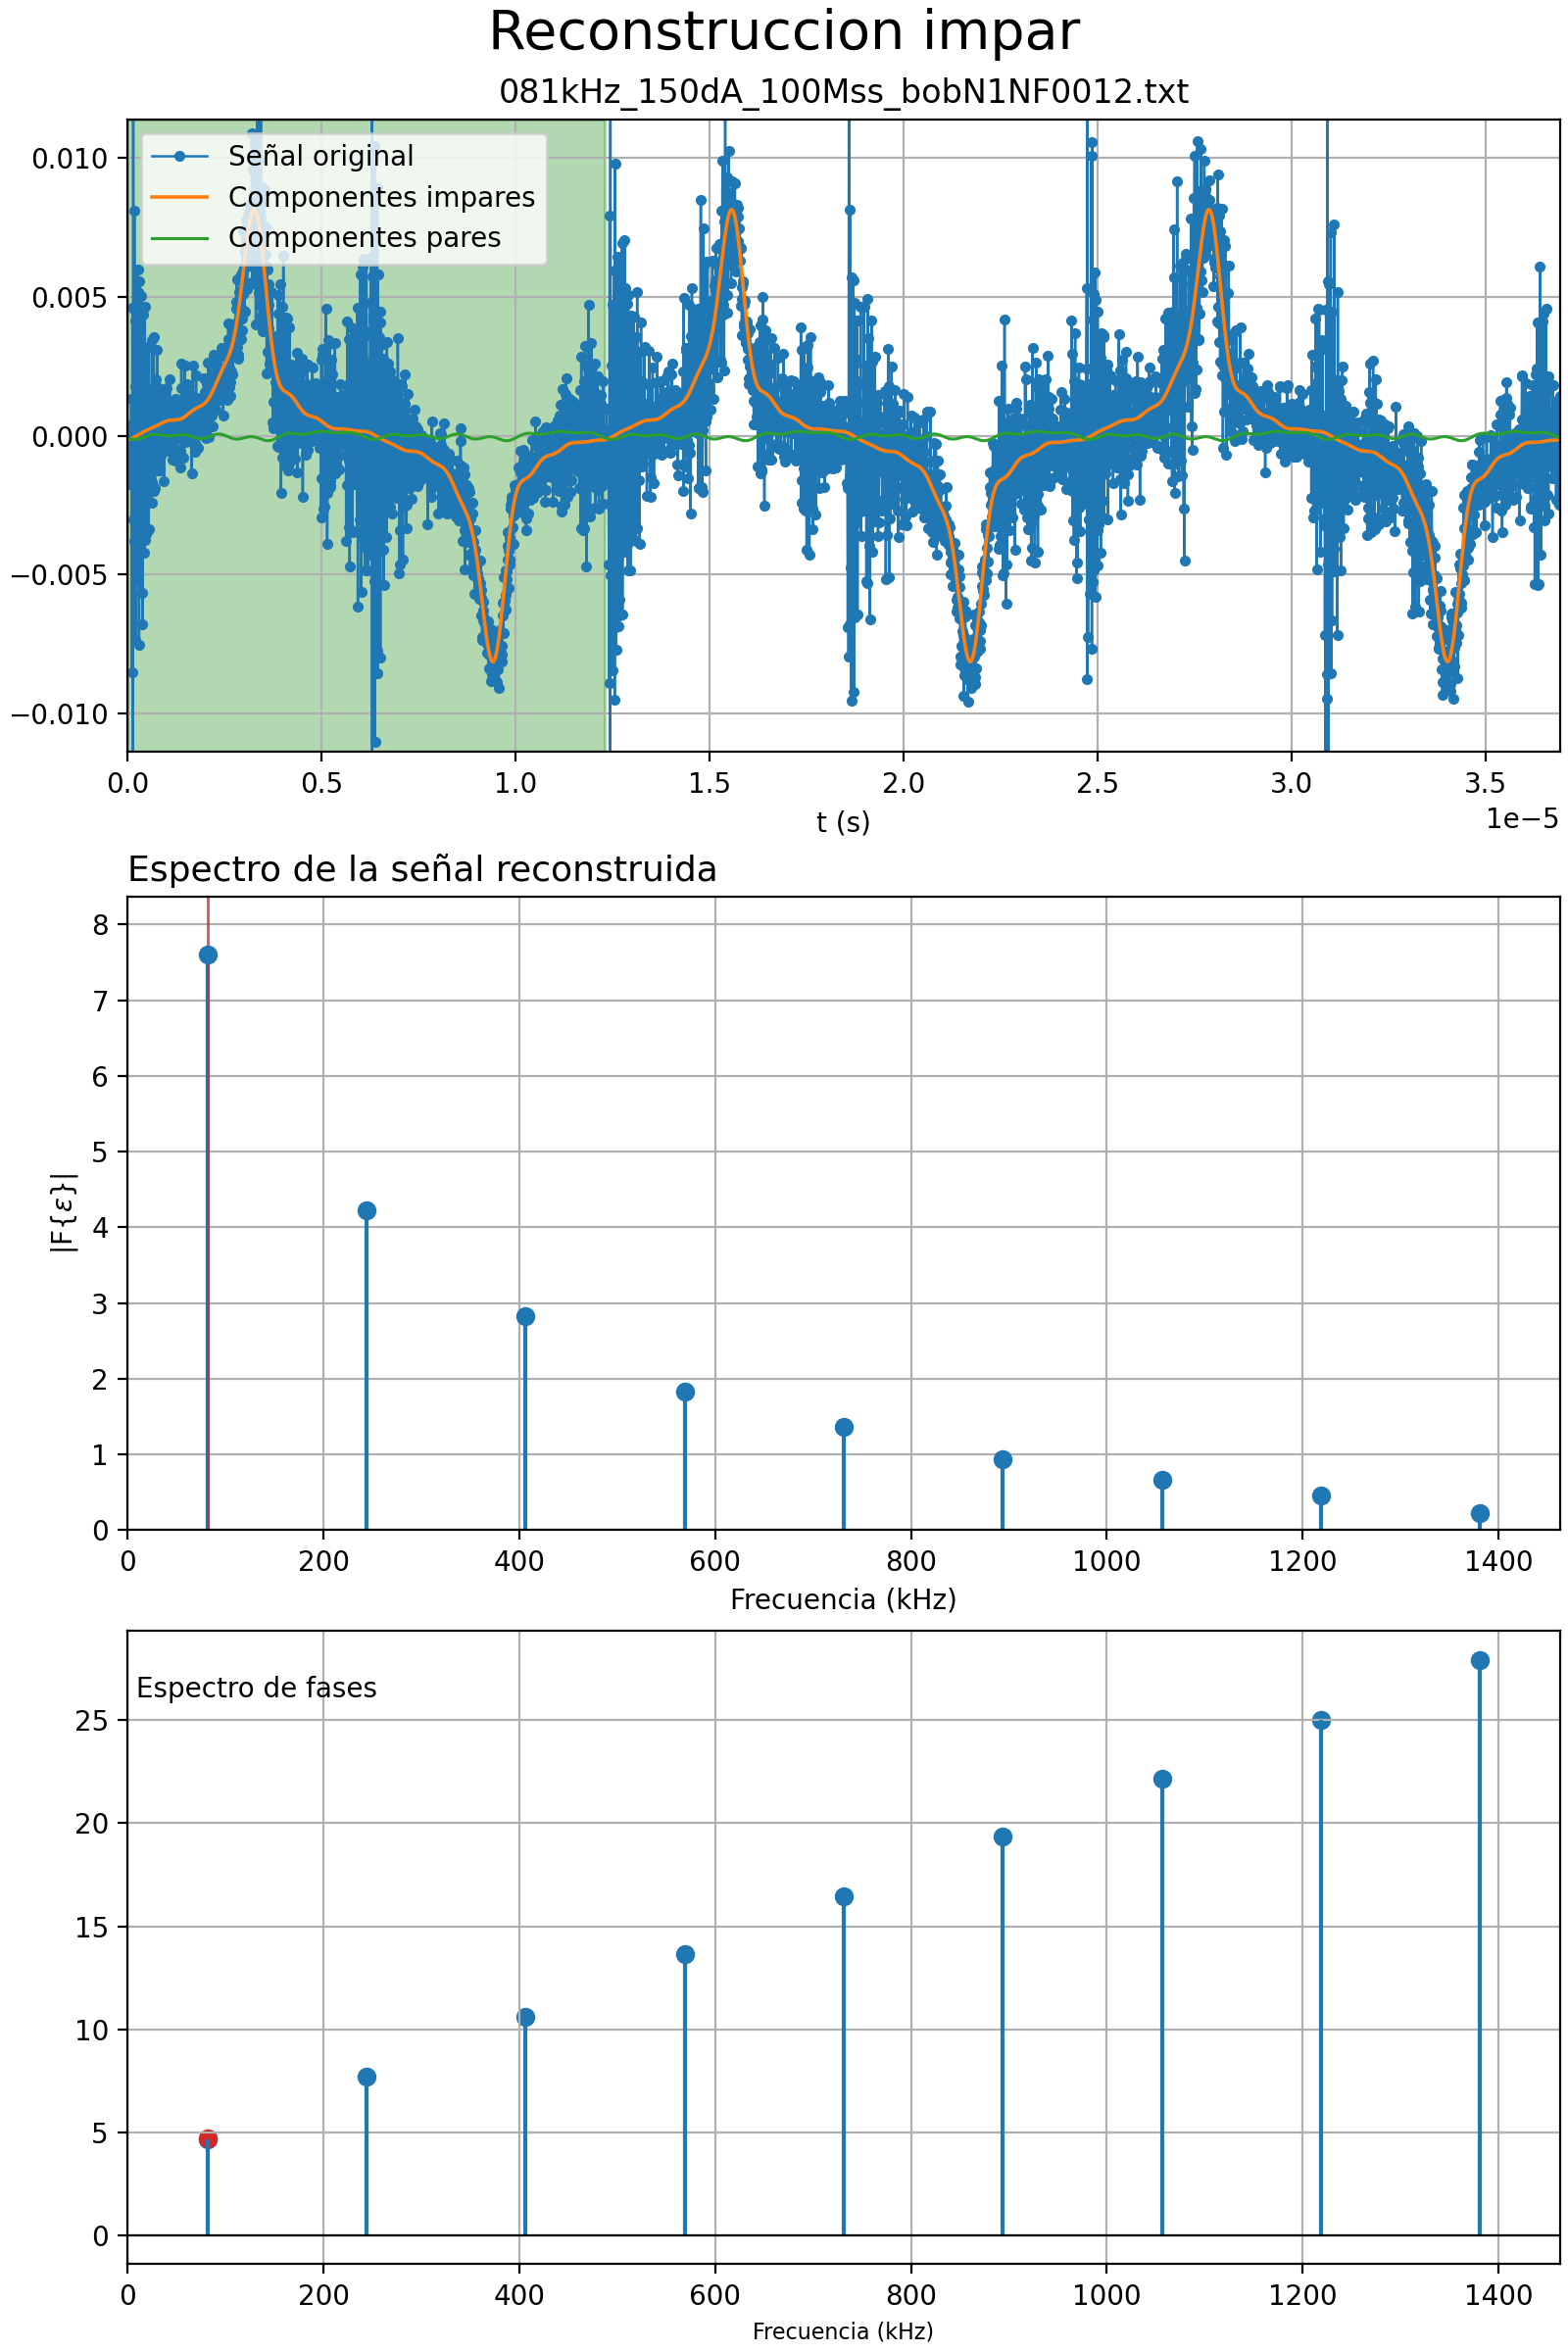 Reconstruccion impar
081kHz_150dA_100Mss_bobN1NF0012.txt
Señal original
Componentes impares
Componentes pares
0.010
0.005
0.000
−0.005
−0.010
0.0 0.5 1.0 1.5 2.0 2.5 3.0 3.5
t (s)
1e−5
Espectro de la señal reconstruida
8
7
6
5
4
3
2
1
0
|F{ε}|
0 200 400 600 800 1000 1200 1400
Frecuencia (kHz)
Espectro de fases
25
20
15
10
5
0
0 200 400 600 800 1000 1200 1400
Frecuencia (kHz)